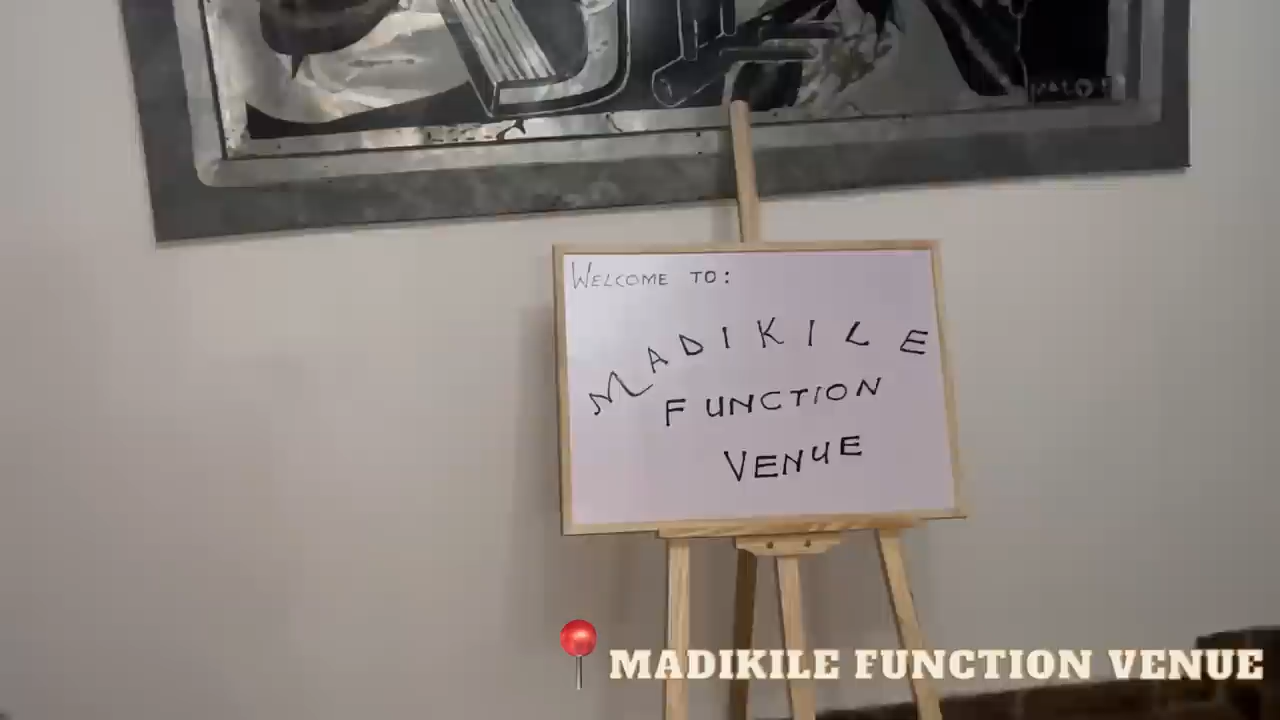 WELCOME TO:
MADIKILE
FUNCTION
VENUE
📍 MADIKILE FUNCTION VENUE